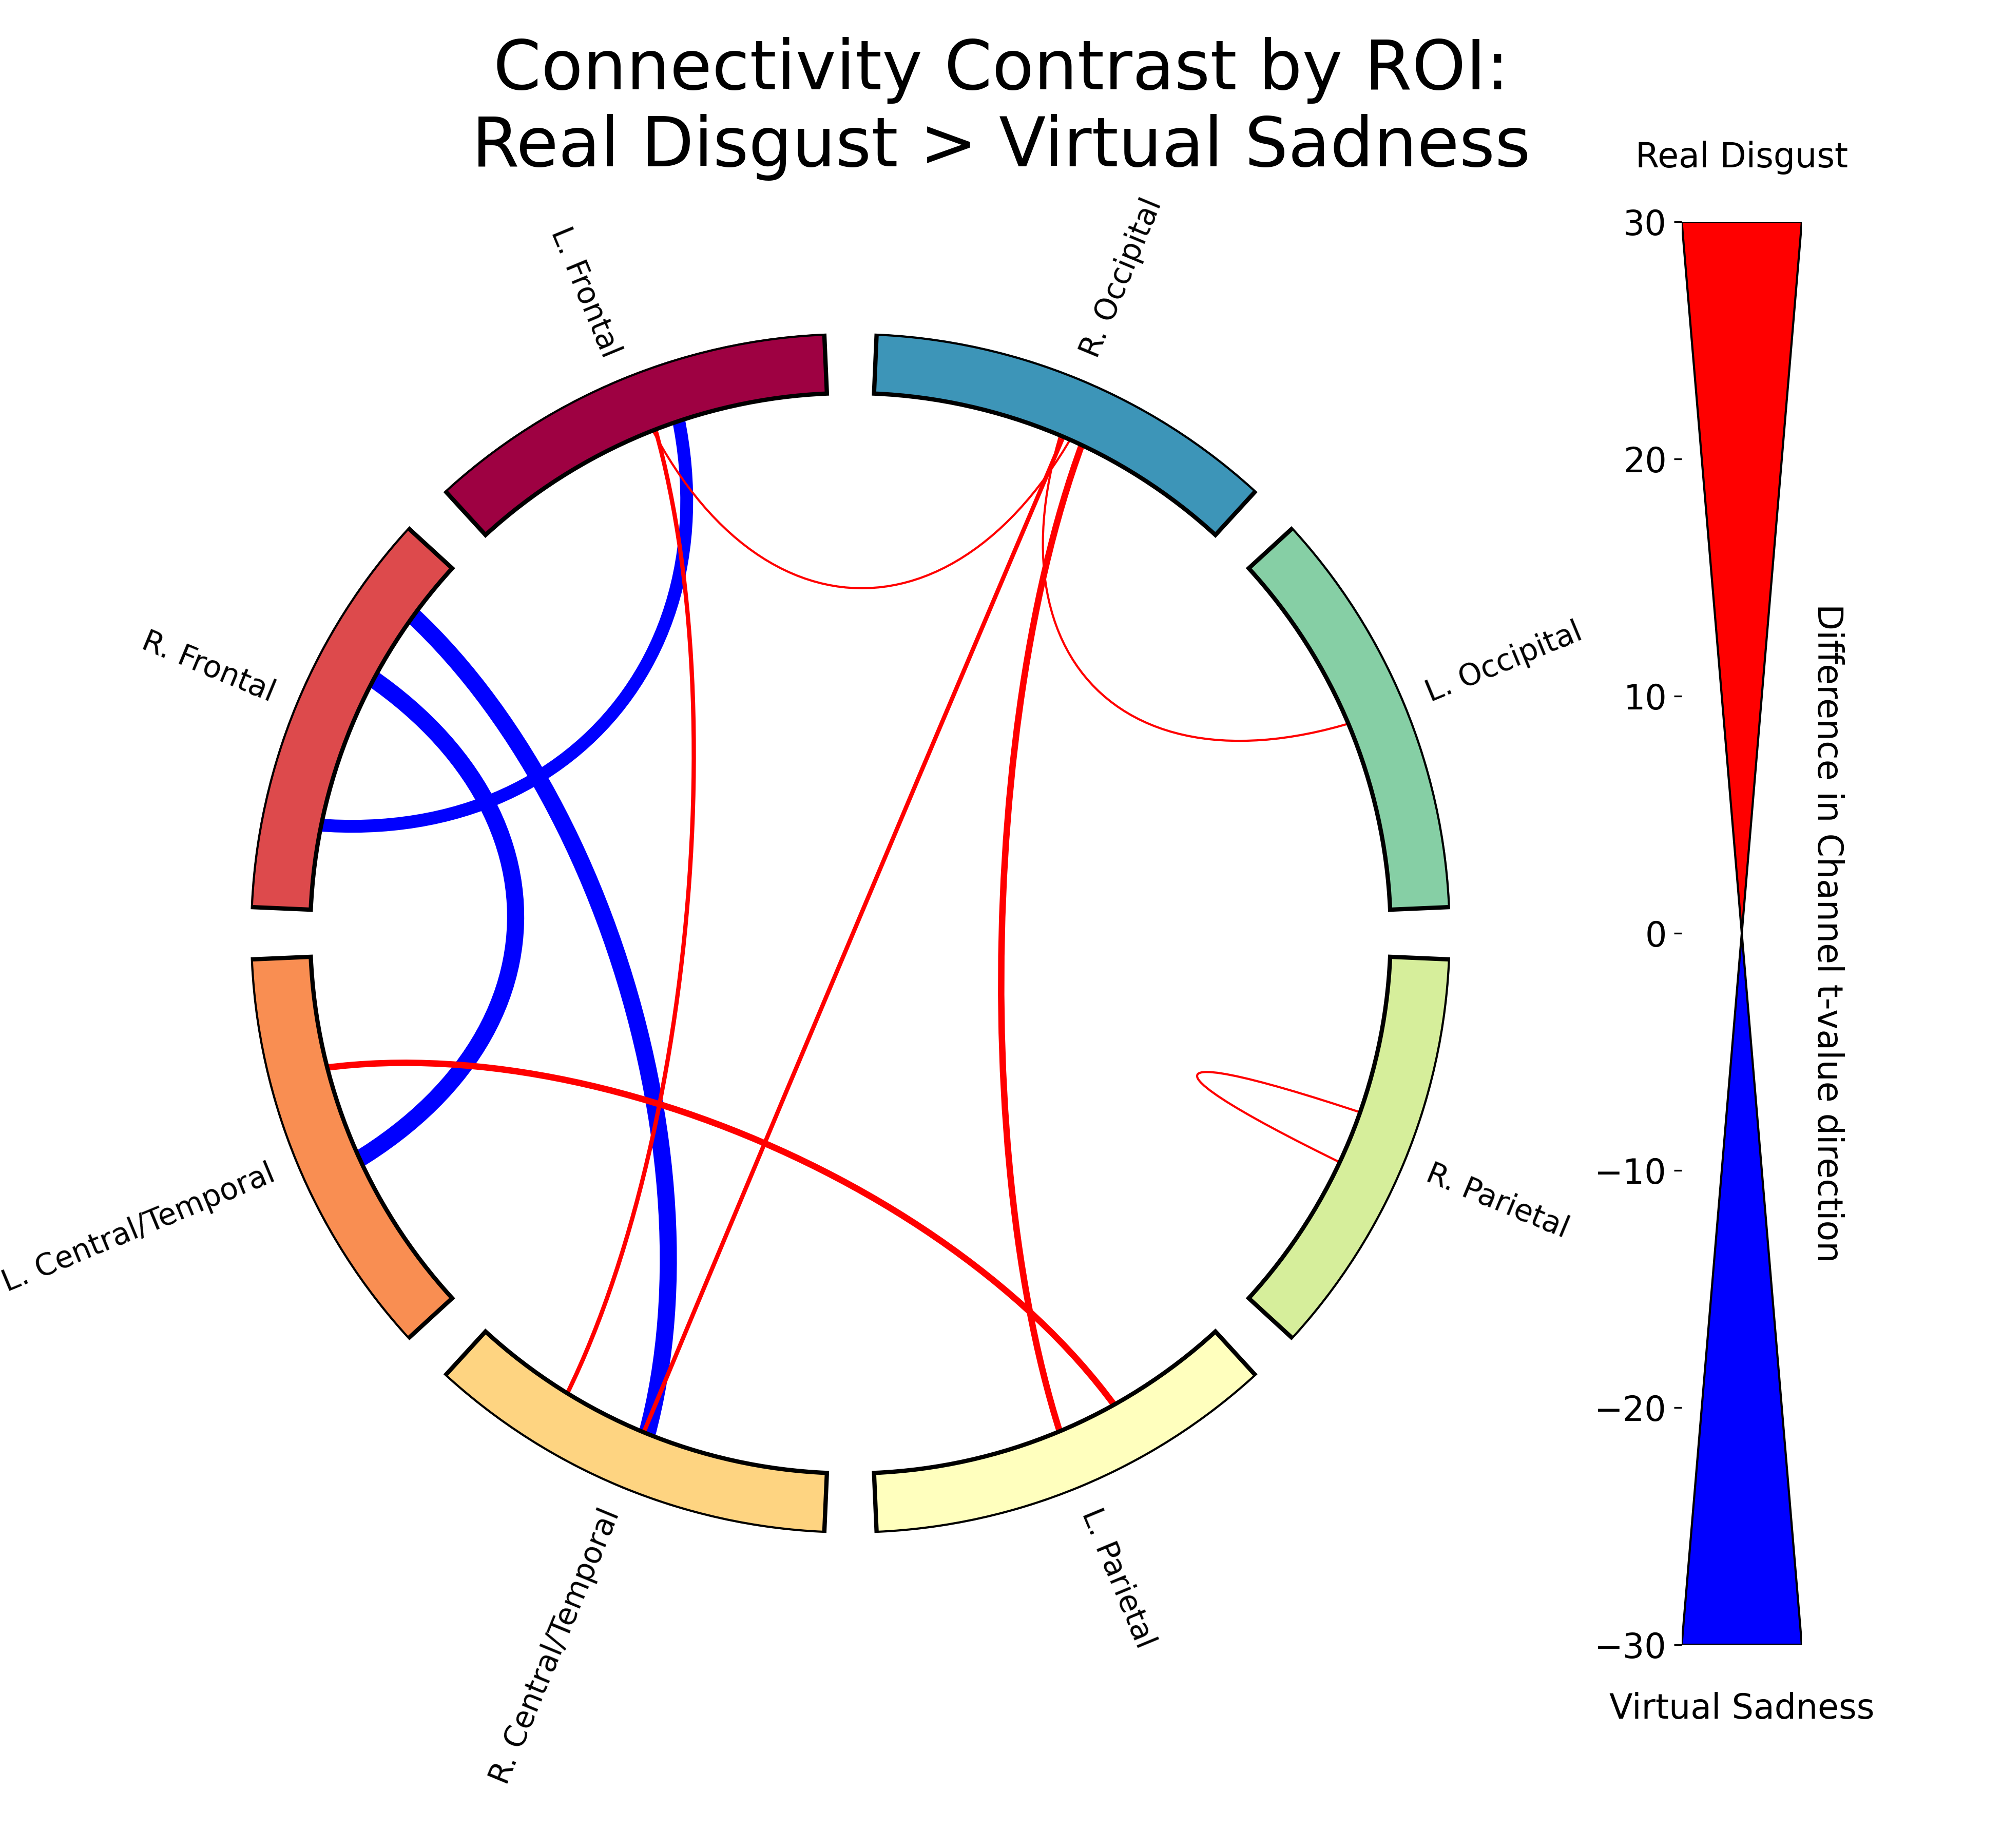 Connectivity Contrast by ROI:
Real Disgust > Virtual Sadness
Real Disgust
30
20
10
0
−10
−20
−30
Virtual Sadness
Difference in Channel t-value direction
L. Frontal
R. Occipital
R. Frontal
L. Occipital
L. Central/Temporal
R. Parietal
R. Central/Temporal
L. Parietal